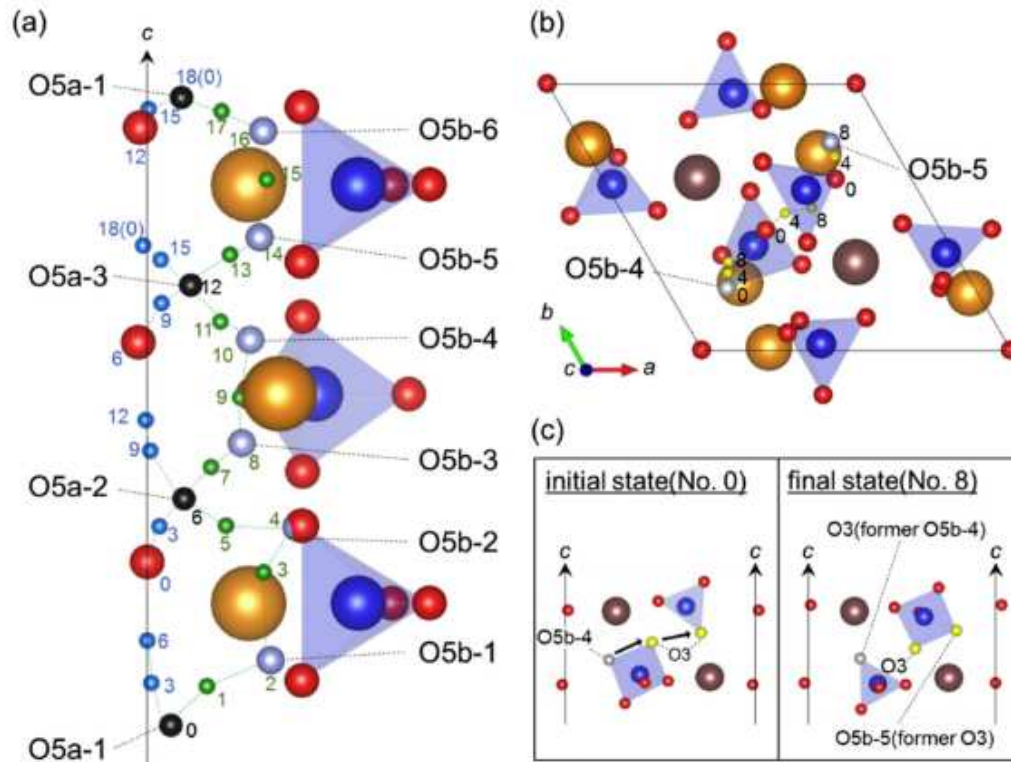 (a)
c
18(0)
O5a-1
15
17
16
O5b-6
12
15
18(0)
15
14
O5b-5
13
O5a-3
12
9
11
O5b-4
6
10
9
12
9
8
O5b-3
7
O5a-2
6
4
3
5
O5b-2
3
0
6
O5b-1
3
2
1
O5a-1
0
(b)
8
4
O5b-5
0
4
8
0
O5b-4
8
4
0
b
c
a
(c)
initial state(No. 0)
final state(No. 8)
O3(former O5b-4)
c
c
c
c
O5b-4
O3
O3
O5b-5(former O3)